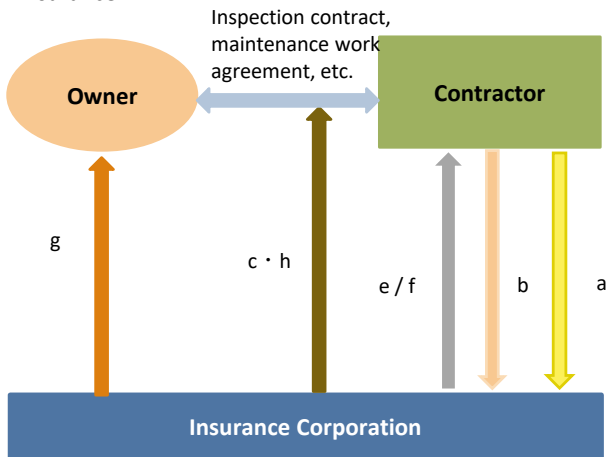 Inspection contract,
maintenance work
agreement, etc.
Owner
Contractor
g
c・h
e / f
b
a
Insurance Corporation